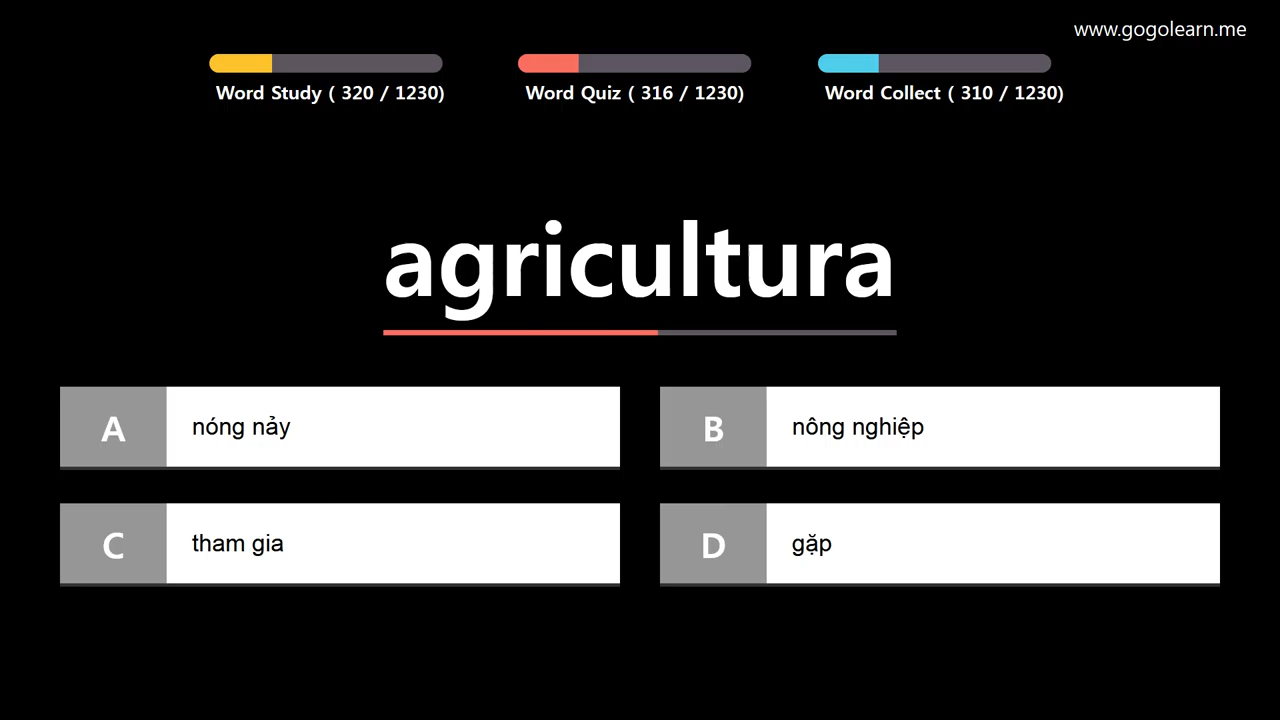 www.gogolearn.me
Word Study ( 320 / 1230)
Word Quiz ( 316 / 1230)
Word Collect ( 310 / 1230)
agricultura
A nóng nảy
B nông nghiệp
C tham gia
D gặp